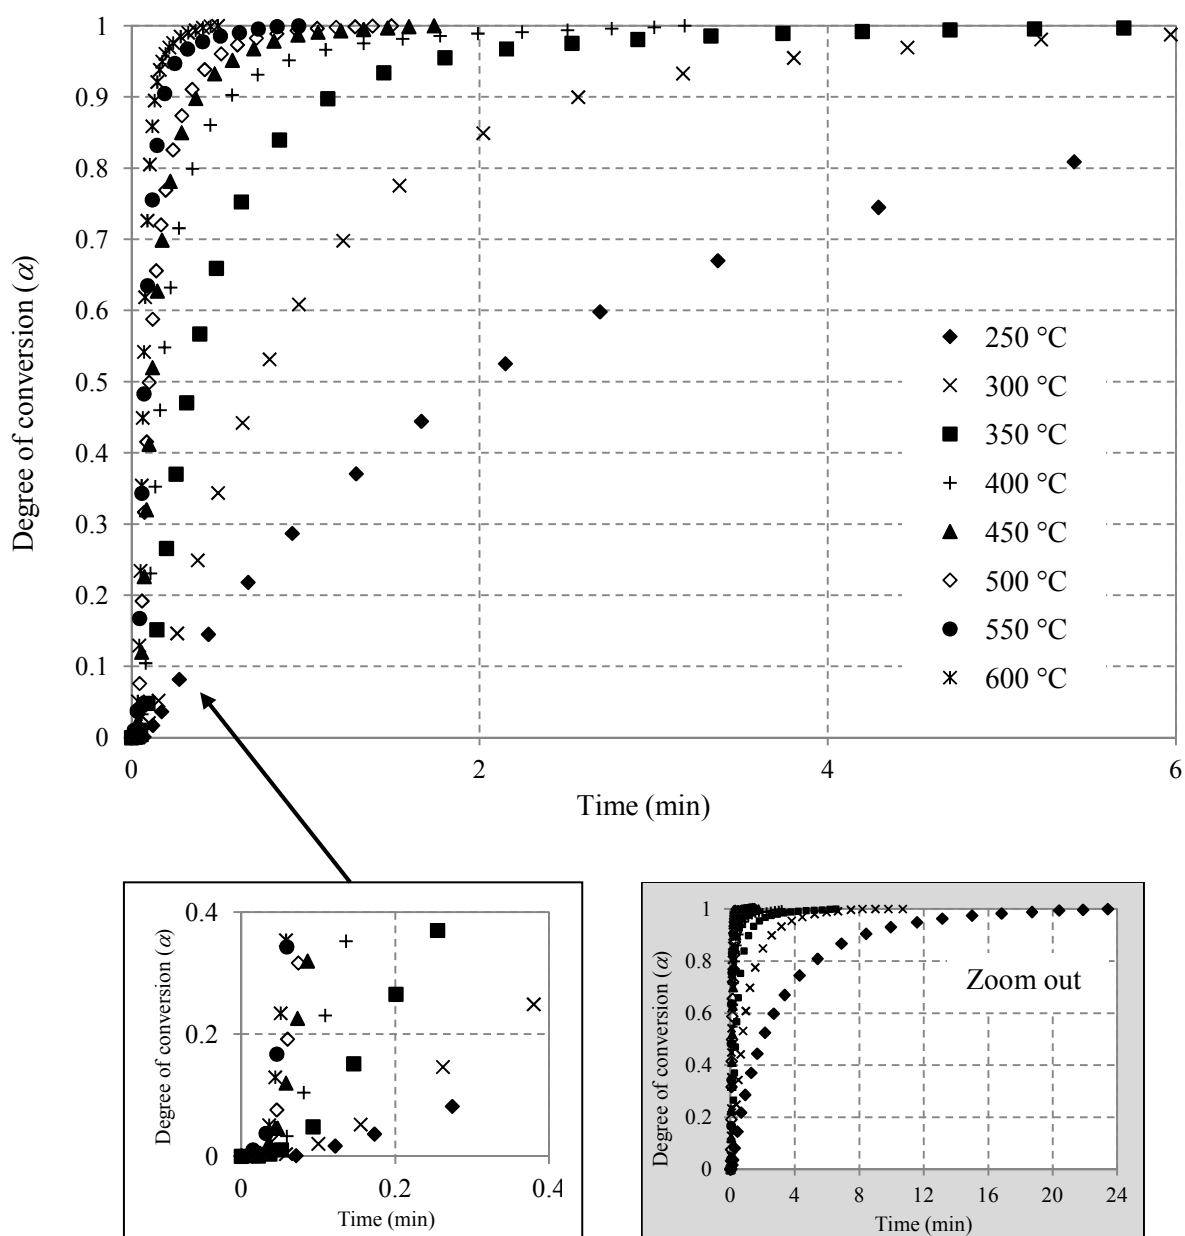 1
0.9
0.8
0.7
0.6
0.5
0.4
0.3
0.2
0.1
0
Degree of conversion (α)
0 2 4 6
Time (min)
250 °C
300 °C
350 °C
400 °C
450 °C
500 °C
550 °C
600 °C
0.4
0.2
0
Degree of conversion (α)
0 0.2 0.4
Time (min)
1
0.8
0.6
0.4
0.2
0
Degree of conversion (α)
Zoom out
0 4 8 12 16 20 24
Time (min)